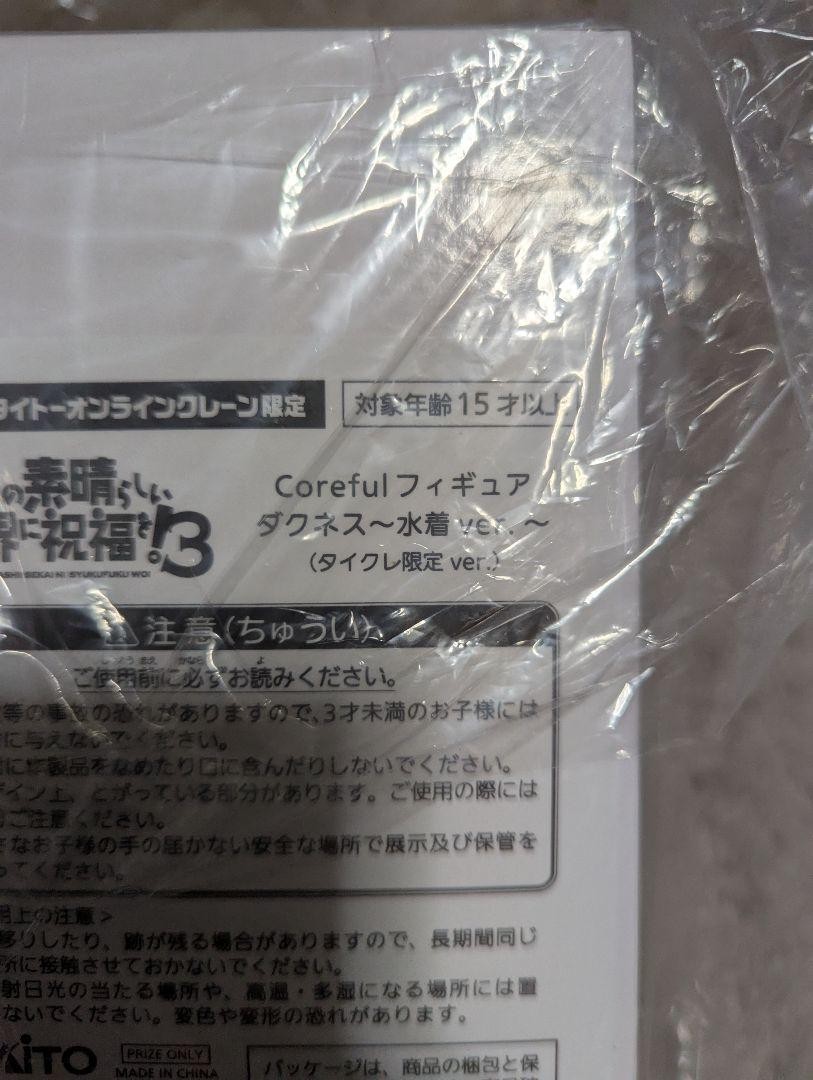 タイトーオンラインクレーン限定
対象年齢15才以上
の素晴らしい
界に祝福を!3
SHII SEKAI NI SYUKUFUKU WO!
Corefulフィギュア
ダクネス～水着ver.～
(タイクレ限定ver.)
注意(ちゅうい)
ご使用前に必ずお読みください。
等の事故の恐れがありますので、3才未満のお子様には
に与えないでください。
に本製品をなめたり口に含んだりしないでください。
ザイン上、とがっている部分があります。ご使用の際には
ご注意ください。
さなお子様の手の届かない安全な場所で展示及び保管を
ってください。
用上の注意>
移りしたり、跡が残る場合がありますので、長期間同じ
所に接触させておかないでください。
射日光の当たる場所や、高温・多湿になる場所には置
ないでください。変色や変形の恐れがあります。
AiTO
PRIZE ONLY
MADE IN CHINA
パッケージは、商品の梱包と保